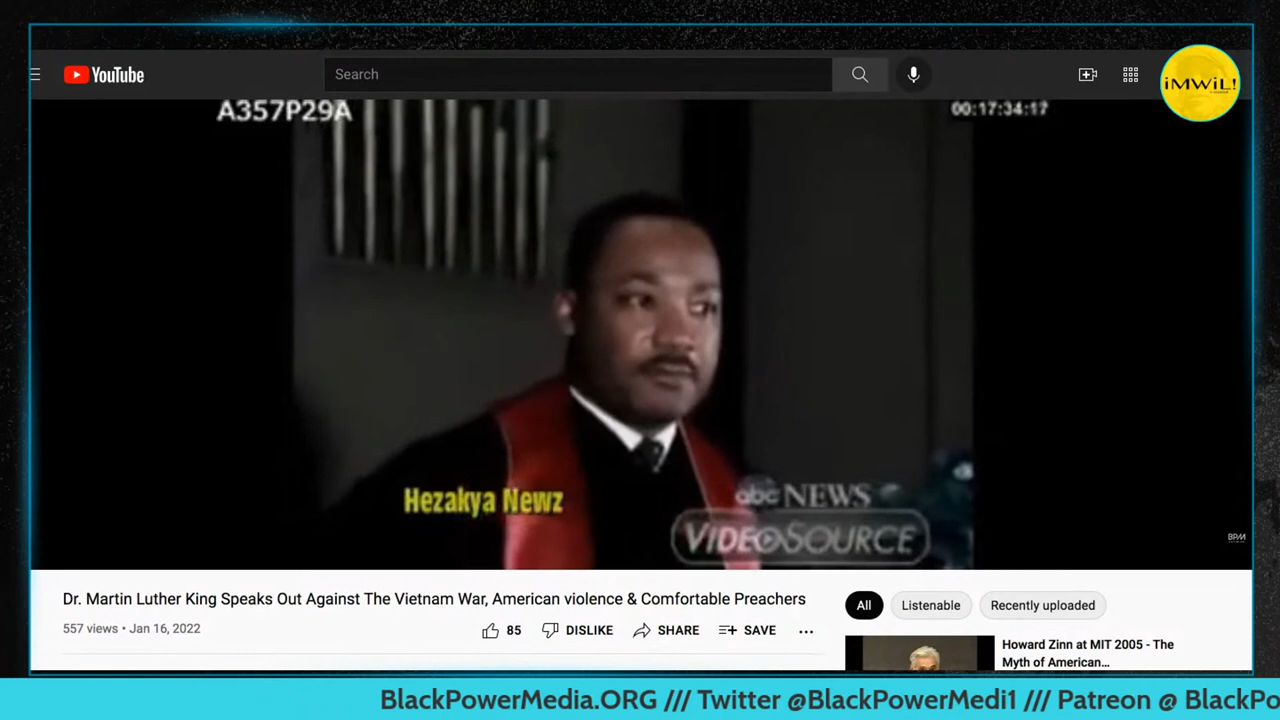 YouTube
Search
iMWiL!
A357P29A
00:17:34:17
Hezakya Newz
abc NEWS
VIDEOSOURCE
BPM
Dr. Martin Luther King Speaks Out Against The Vietnam War, American violence & Comfortable Preachers
557 views • Jan 16, 2022
85 DISLIKE SHARE SAVE
All Listenable Recently uploaded
Howard Zinn at MIT 2005 - The
Myth of American...
BlackPowerMedia.ORG /// Twitter @BlackPowerMedi1 /// Patreon @ BlackPo